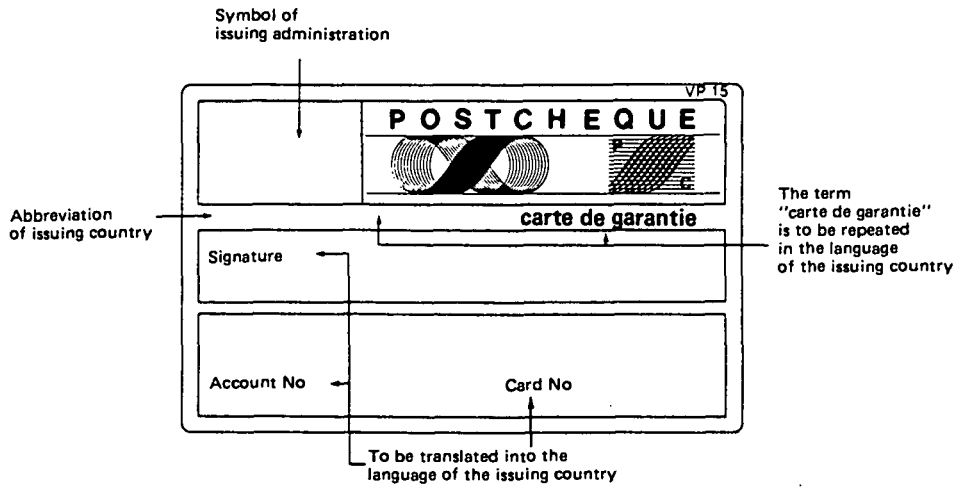 Symbol of
issuing administration
VP 15
POSTCHEQUE
P
C
Abbreviation
of issuing country
carte de garantie
The term
"carte de garantie"
is to be repeated
in the language
of the issuing country
Signature
Account No
Card No
To be translated into the
language of the issuing country